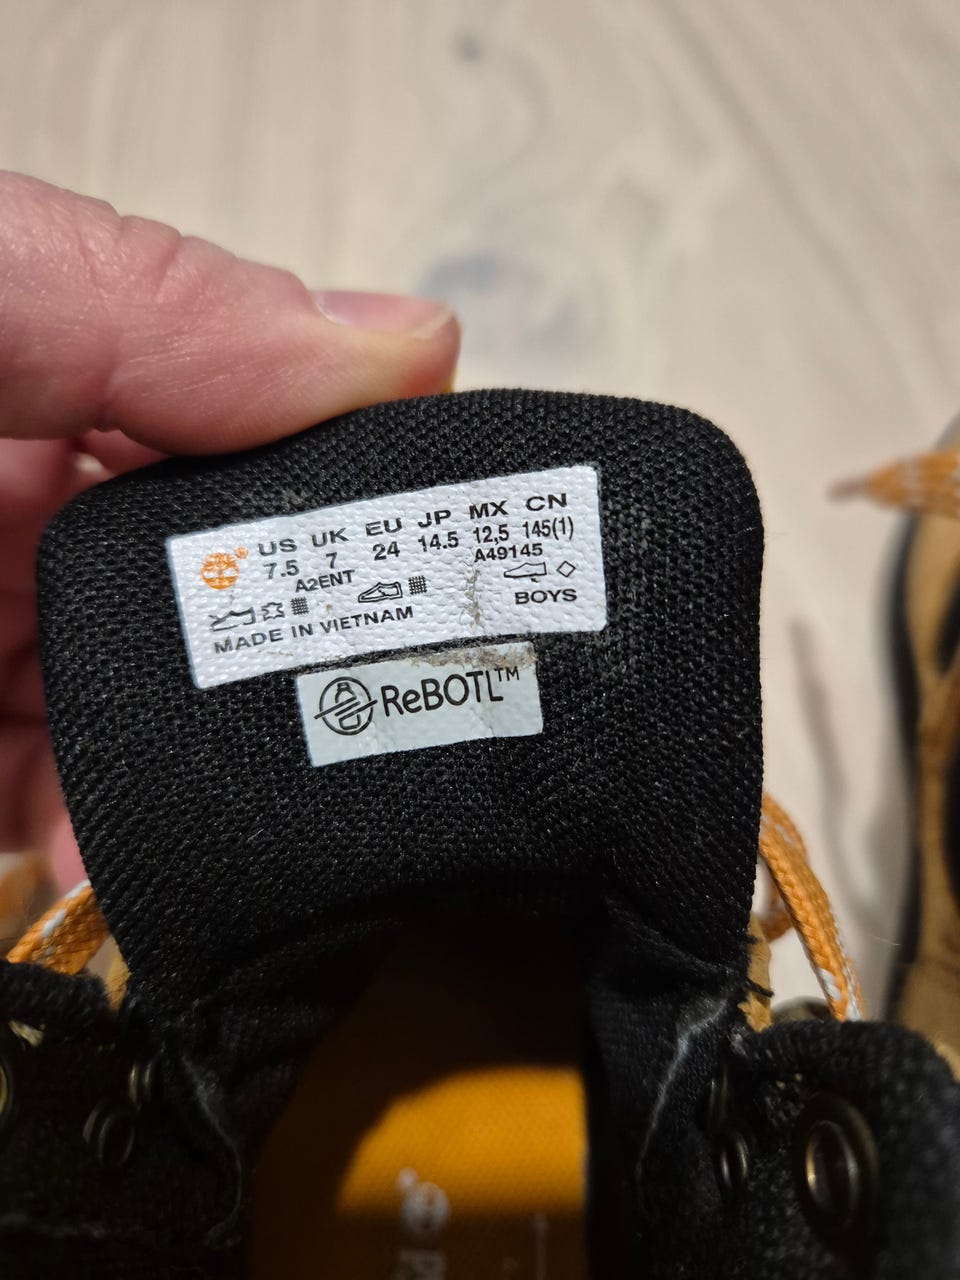 US UK EU JP MX CN
7.5 7 24 14.5 12,5 145(1)
A2ENT A49145
BOYS
MADE IN VIETNAM
ReBOTL™